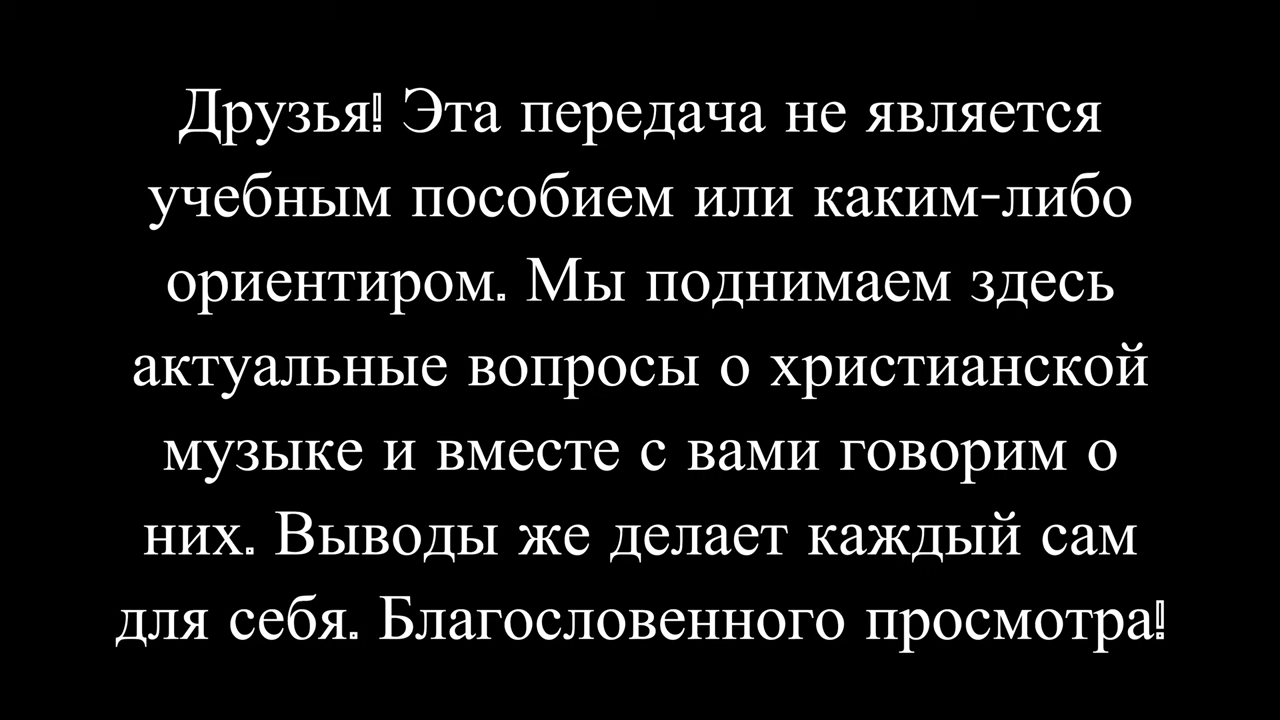 Друзья! Эта передача не является
учебным пособием или каким-либо
ориентиром. Мы поднимаем здесь
актуальные вопросы о христианской
музыке и вместе с вами говорим о
них. Выводы же делает каждый сам
для себя. Благословенного просмотра!